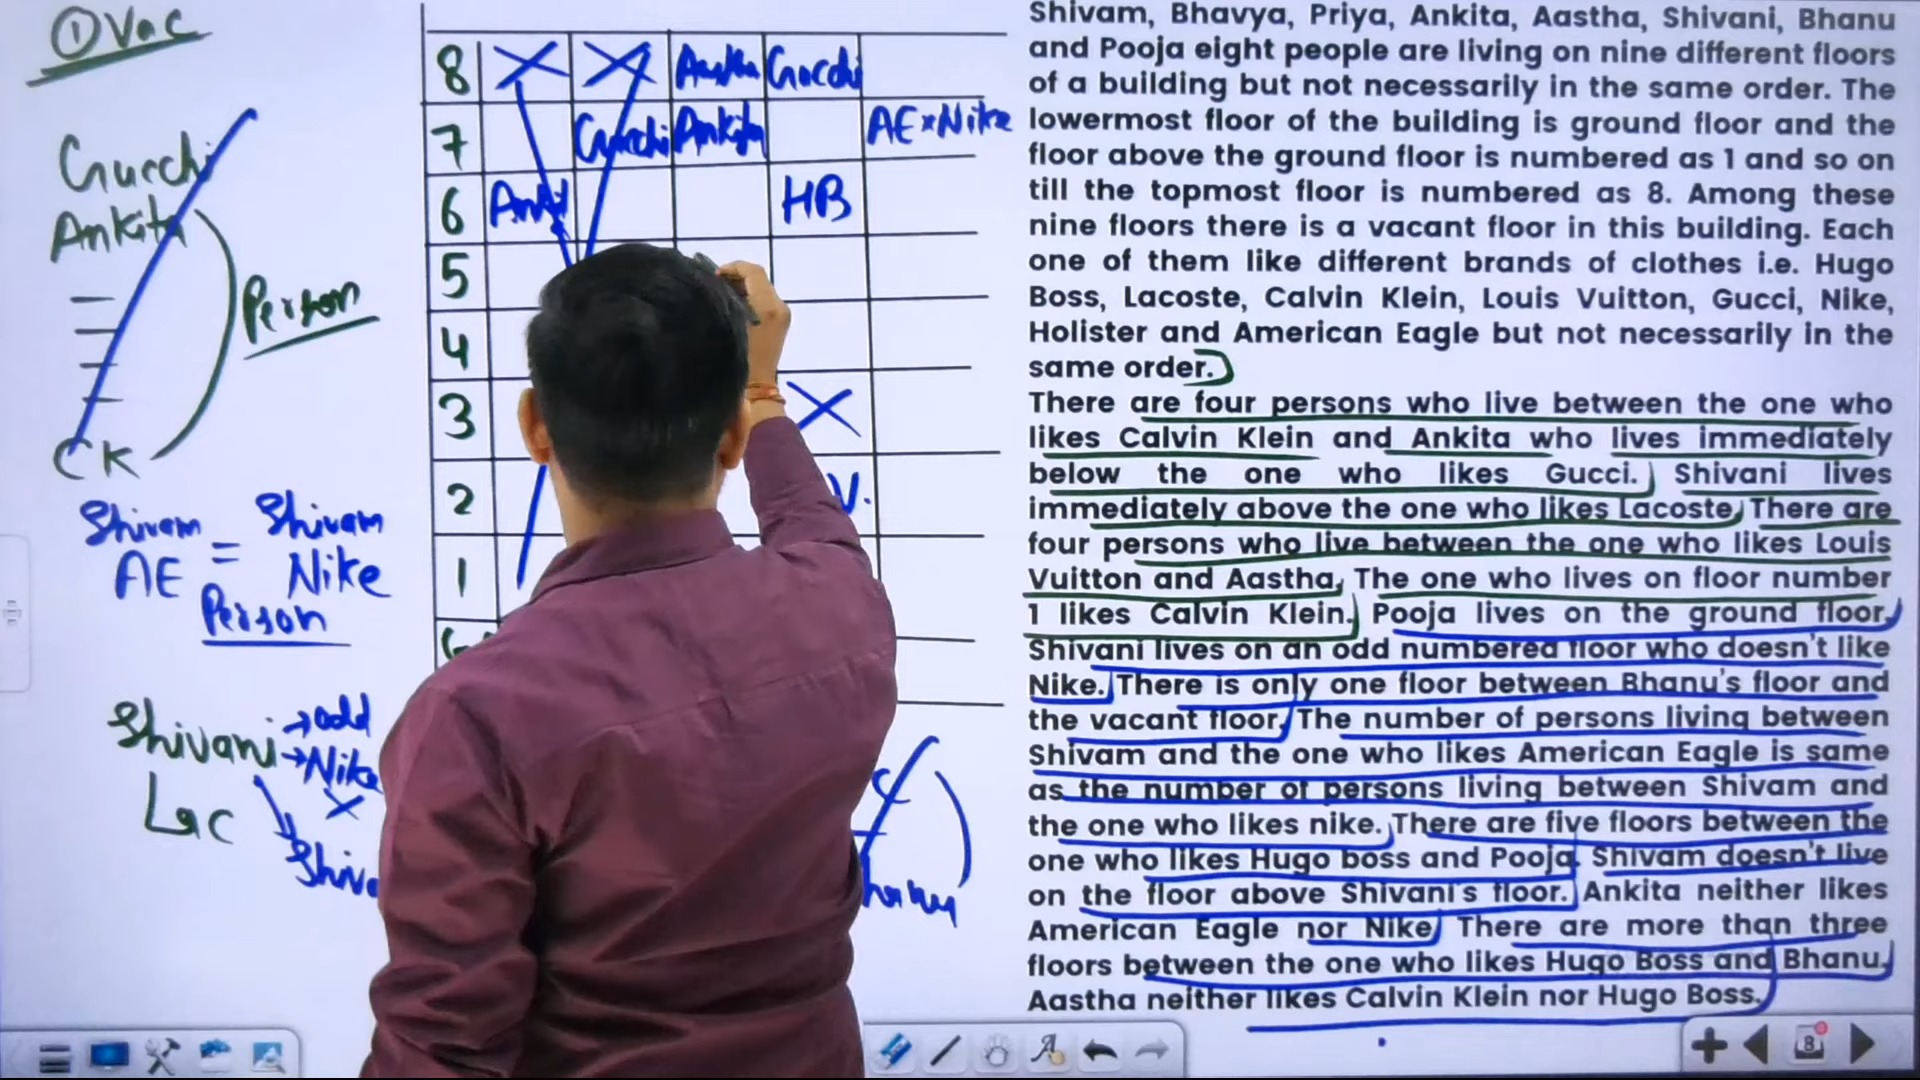 ① Vac
Gucchi
Ankita
CK
Person
Shivam = Shivam
AE Nike
Person
Shivani → odd
→ Nike
Lac
8 Aastha Gucchi
7 Gucchi Ankita AE × Nike
6 HB
5
4
3
2 V.
1
Shivam, Bhavya, Priya, Ankita, Aastha, Shivani, Bhanu
and Pooja eight people are living on nine different floors
of a building but not necessarily in the same order. The
lowermost floor of the building is ground floor and the
floor above the ground floor is numbered as 1 and so on
till the topmost floor is numbered as 8. Among these
nine floors there is a vacant floor in this building. Each
one of them like different brands of clothes i.e. Hugo
Boss, Lacoste, Calvin Klein, Louis Vuitton, Gucci, Nike,
Holister and American Eagle but not necessarily in the
same order.
There are four persons who live between the one who
likes Calvin Klein and Ankita who lives immediately
below the one who likes Gucci. Shivani lives
immediately above the one who likes Lacoste. There are
four persons who live between the one who likes Louis
Vuitton and Aastha. The one who lives on floor number
1 likes Calvin Klein. Pooja lives on the ground floor.
Shivani lives on an odd numbered floor who doesn't like
Nike. There is only one floor between Bhanu's floor and
the vacant floor. The number of persons living between
Shivam and the one who likes American Eagle is same
as the number of persons living between Shivam and
the one who likes nike. There are five floors between the
one who likes Hugo boss and Pooja. Shivam doesn't live
on the floor above Shivani's floor. Ankita neither likes
American Eagle nor Nike. There are more than three
floors between the one who likes Hugo Boss and Bhanu.
Aastha neither likes Calvin Klein nor Hugo Boss.
8